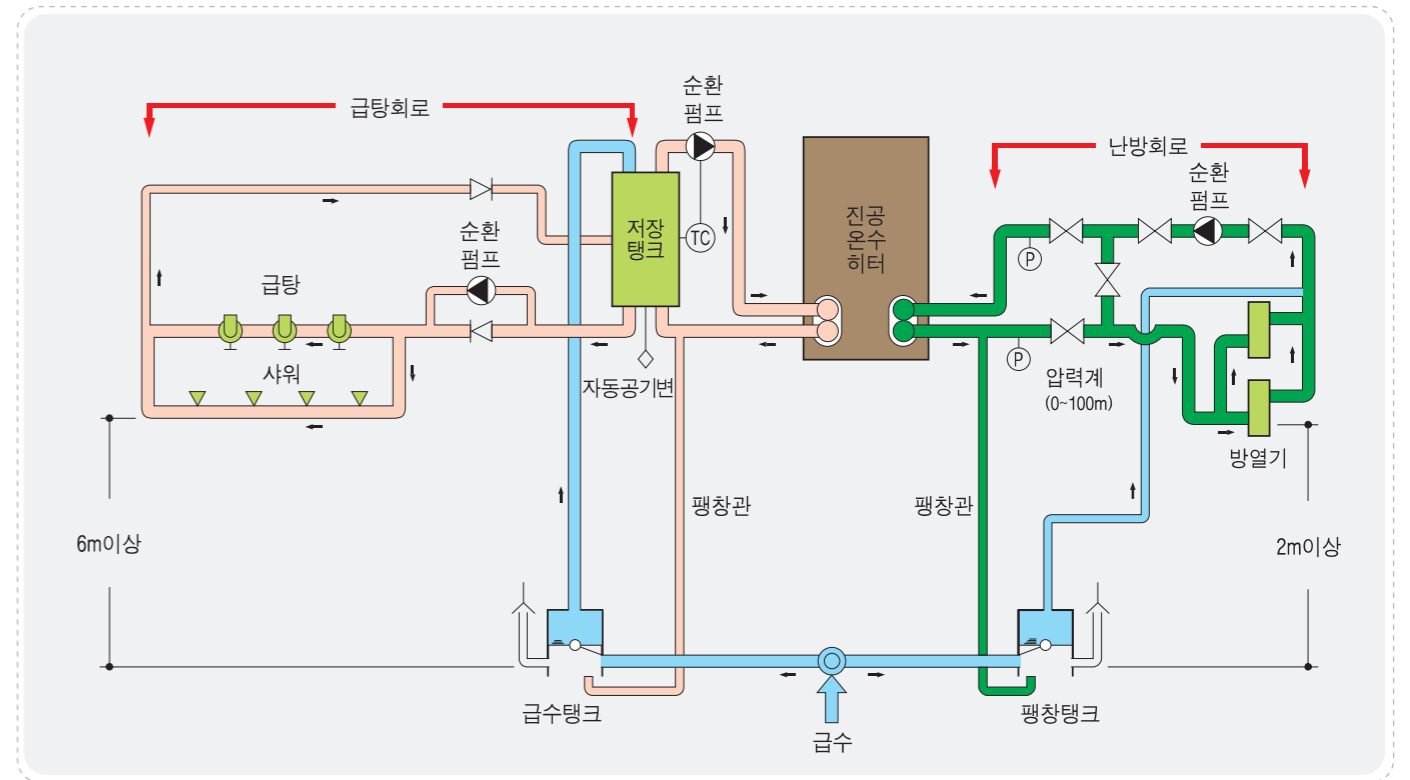 급탕회로
순환
펌프
난방회로
순환
펌프
진공
온수
히터
저장
탱크
TC
순환
펌프
P
급탕
샤워
자동공기변
P
압력계
(0~100m)
방열기
팽창관
팽창관
6m이상
2m이상
급수탱크
팽창탱크
급수